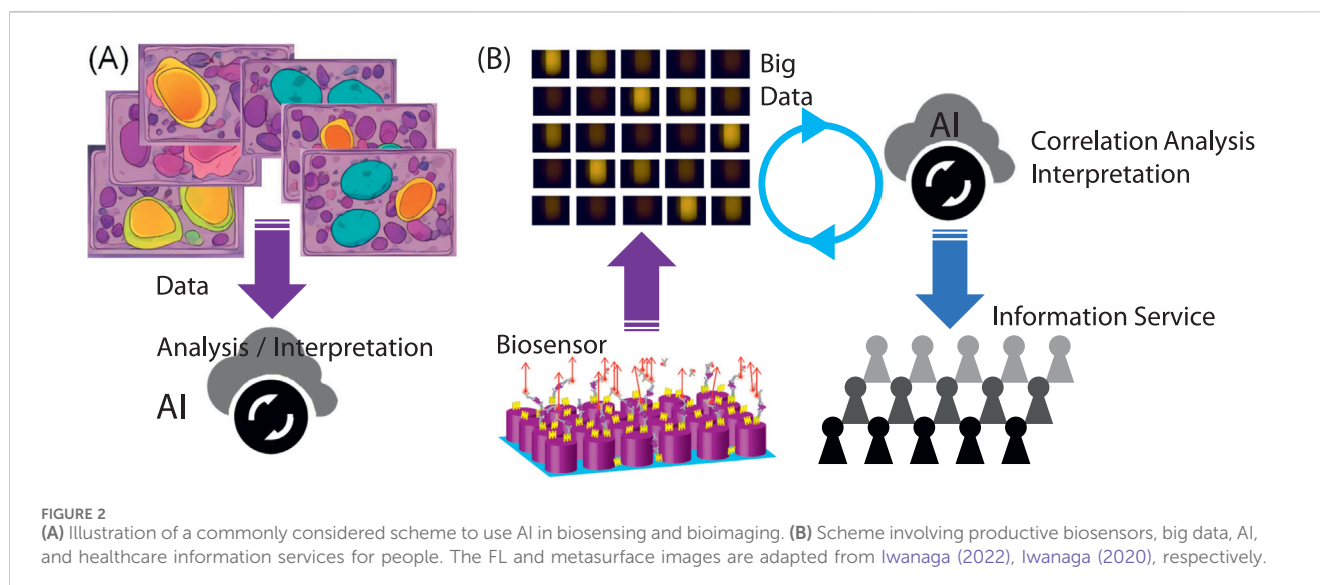 (A)
Data
Analysis / Interpretation
AI
(B)
Big
Data
AI
Correlation Analysis
Interpretation
Biosensor
Information Service
FIGURE 2
(A) Illustration of a commonly considered scheme to use AI in biosensing and bioimaging. (B) Scheme involving productive biosensors, big data, AI,
and healthcare information services for people. The FL and metasurface images are adapted from Iwanaga (2022), Iwanaga (2020), respectively.